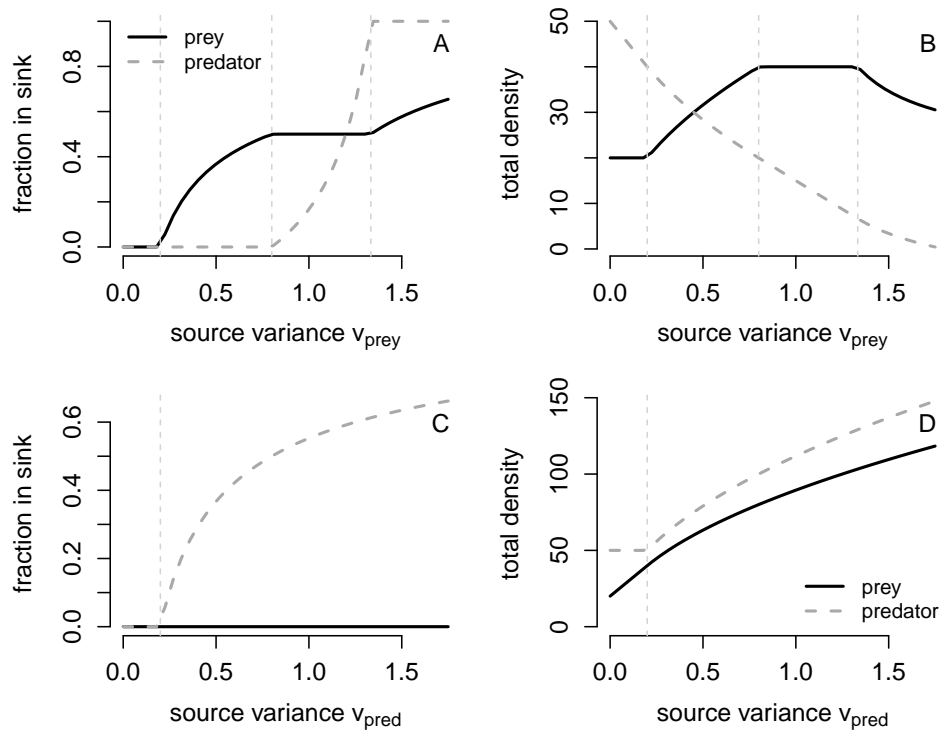 A
prey
predator
fraction in sink
0.0 0.4 0.8
0.0 0.5 1.0 1.5
source variance v_prey
B
total density
0 10 30 50
0.0 0.5 1.0 1.5
source variance v_prey
C
fraction in sink
0.0 0.2 0.4 0.6
0.0 0.5 1.0 1.5
source variance v_pred
D
total density
0 50 100 150
prey
predator
0.0 0.5 1.0 1.5
source variance v_pred